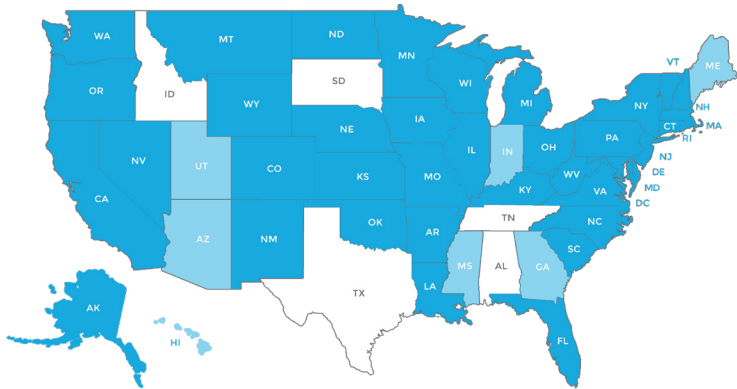 WA
MT
ND
MN
OR
ID
SD
WI
MI
VT
ME
NY
NH
WY
IA
NE
CT
MA
RI
PA
NV
UT
CO
IL
IN
OH
NJ
KS
MO
WV
DE
KY
VA
MD
CA
DC
AZ
NM
OK
AR
TN
NC
SC
MS
AL
GA
LA
TX
AK
HI
FL